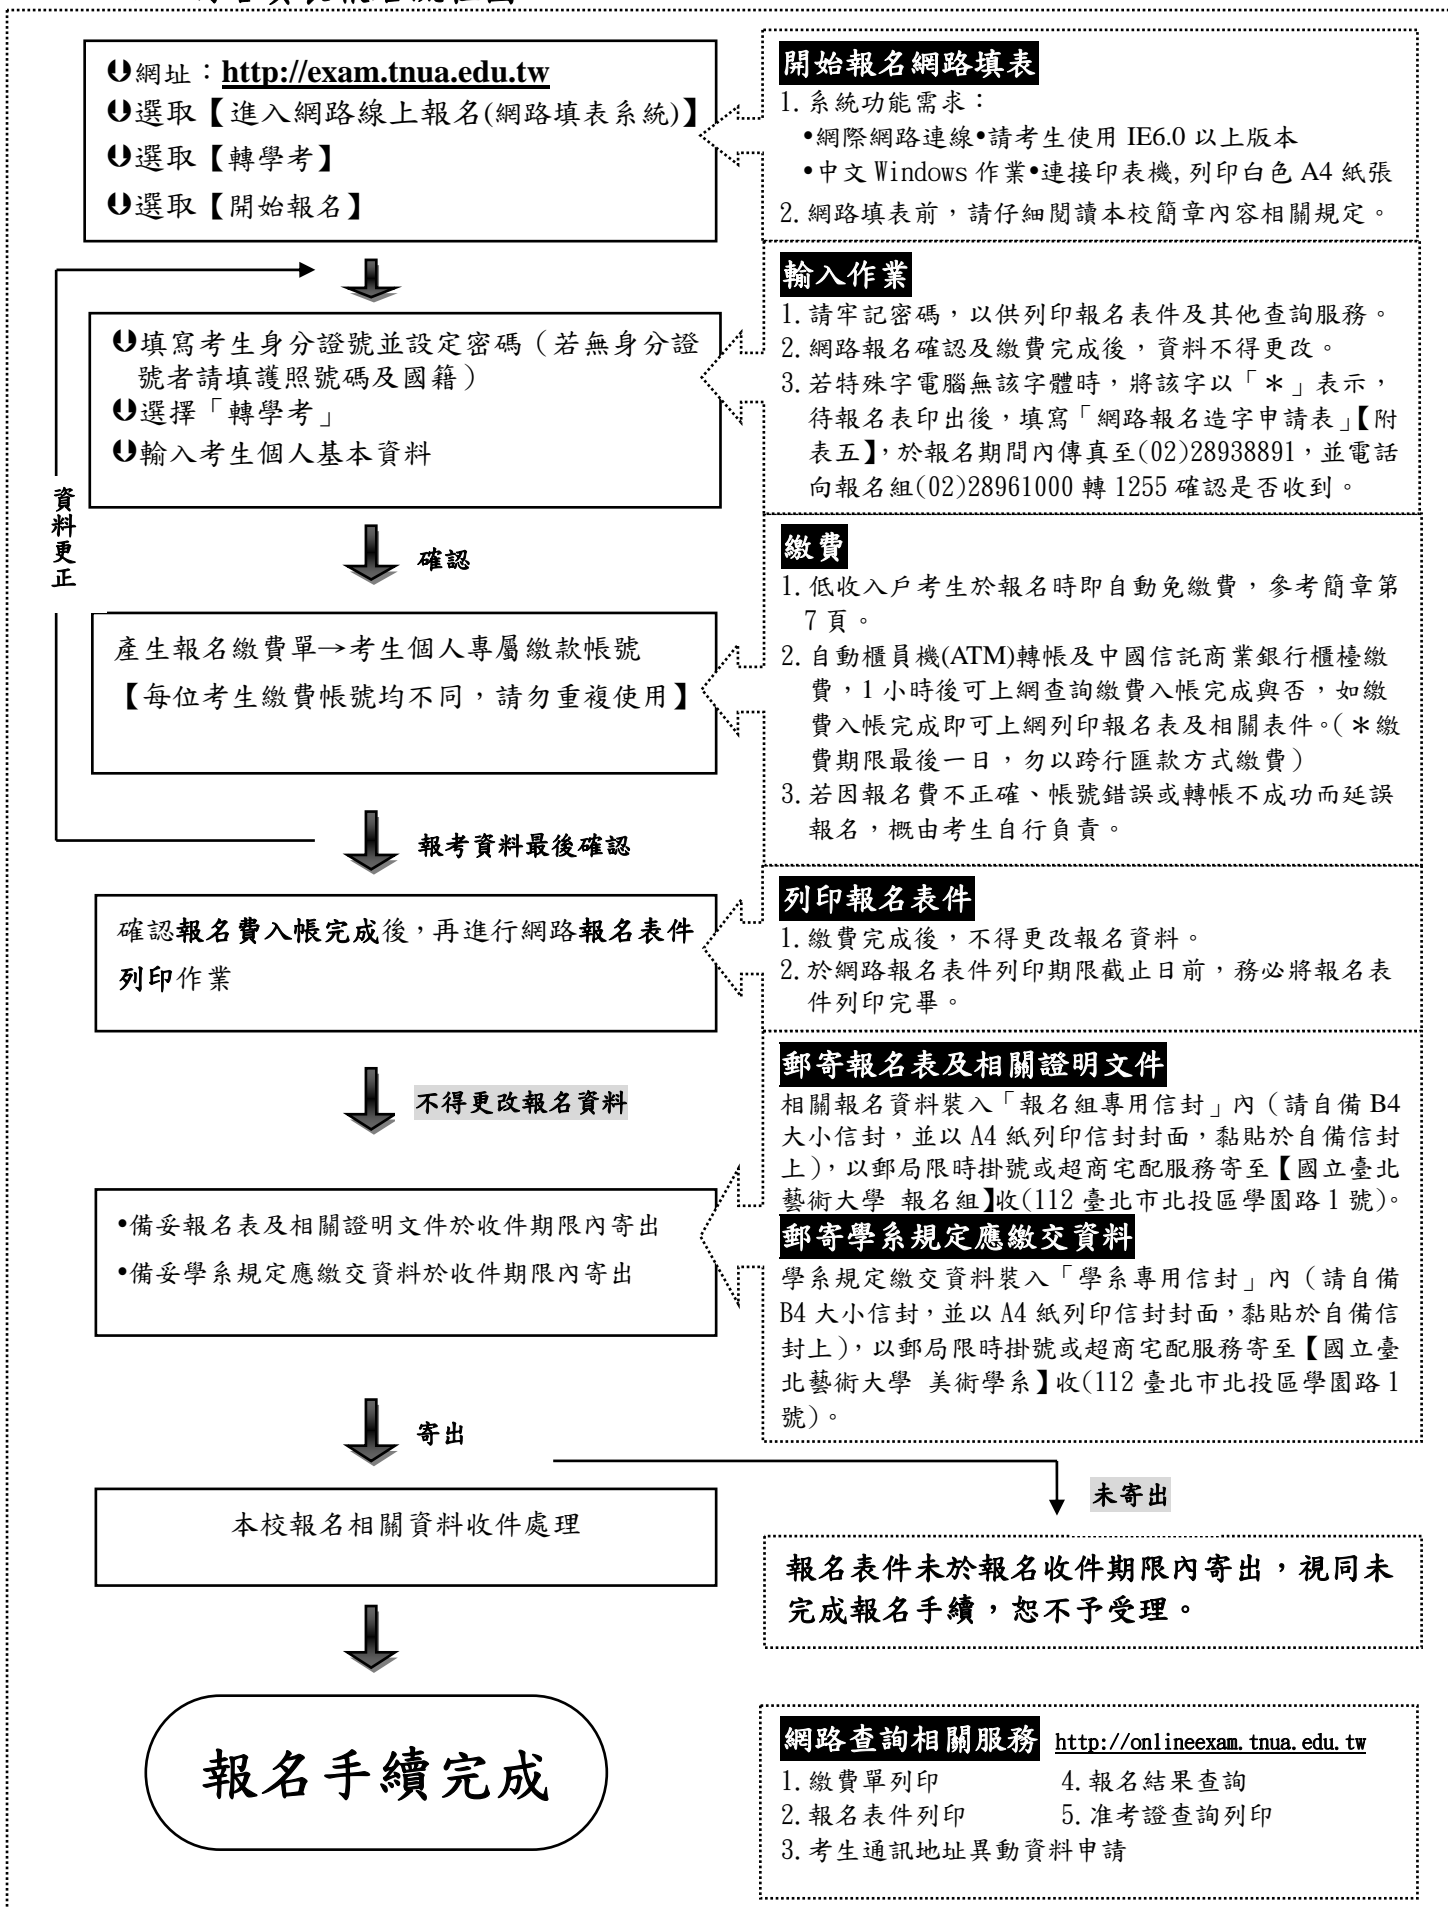 網址：http://exam.tnua.edu.tw
選取【進入網路線上報名(網路填表系統)】
選取【轉學考】
選取【開始報名】
開始報名網路填表
1.系統功能需求：
•網際網路連線•請考生使用 IE6.0 以上版本
•中文 Windows 作業•連接印表機,列印白色 A4 紙張
2.網路填表前，請仔細閱讀本校簡章內容相關規定。
填寫考生身分證號並設定密碼（若無身分證
號者請填護照號碼及國籍）
選擇「轉學考」
輸入考生個人基本資料
輸入作業
1.請牢記密碼，以供列印報名表件及其他查詢服務。
2.網路報名確認及繳費完成後，資料不得更改。
3.若特殊字電腦無該字體時，將該字以「＊」表示，
待報名表印出後，填寫「網路報名造字申請表」【附
表五】，於報名期間內傳真至(02)28938891，並電話
向報名組(02)28961000 轉 1255 確認是否收到。
資料更正
確認
產生報名繳費單→考生個人專屬繳款帳號
【每位考生繳費帳號均不同，請勿重複使用】
繳費
1.低收入戶考生於報名時即自動免繳費，參考簡章第
7 頁。
2.自動櫃員機(ATM)轉帳及中國信託商業銀行櫃檯繳
費，1 小時後可上網查詢繳費入帳完成與否，如繳
費入帳完成即可上網列印報名表及相關表件。(＊繳
費期限最後一日，勿以跨行匯款方式繳費）
3.若因報名費不正確、帳號錯誤或轉帳不成功而延誤
報名，概由考生自行負責。
報考資料最後確認
確認報名費入帳完成後，再進行網路報名表件
列印作業
列印報名表件
1.繳費完成後，不得更改報名資料。
2.於網路報名表件列印期限截止日前，務必將報名表
件列印完畢。
不得更改報名資料
•備妥報名表及相關證明文件於收件期限內寄出
•備妥學系規定應繳交資料於收件期限內寄出
郵寄報名表及相關證明文件
相關報名資料裝入「報名組專用信封」內（請自備 B4
大小信封，並以 A4 紙列印信封封面，黏貼於自備信封
上），以郵局限時掛號或超商宅配服務寄至【國立臺北
藝術大學 報名組】收(112 臺北市北投區學園路 1 號)。
郵寄學系規定應繳交資料
學系規定繳交資料裝入「學系專用信封」內（請自備
B4 大小信封，並以 A4 紙列印信封封面，黏貼於自備信
封上），以郵局限時掛號或超商宅配服務寄至【國立臺
北藝術大學 美術學系】收(112 臺北市北投區學園路 1
號)。
寄出
未寄出
本校報名相關資料收件處理
報名表件未於報名收件期限內寄出，視同未
完成報名手續，恕不予受理。
報名手續完成
網路查詢相關服務 http://onlineexam.tnua.edu.tw
1.繳費單列印 4.報名結果查詢
2.報名表件列印 5.准考證查詢列印
3.考生通訊地址異動資料申請